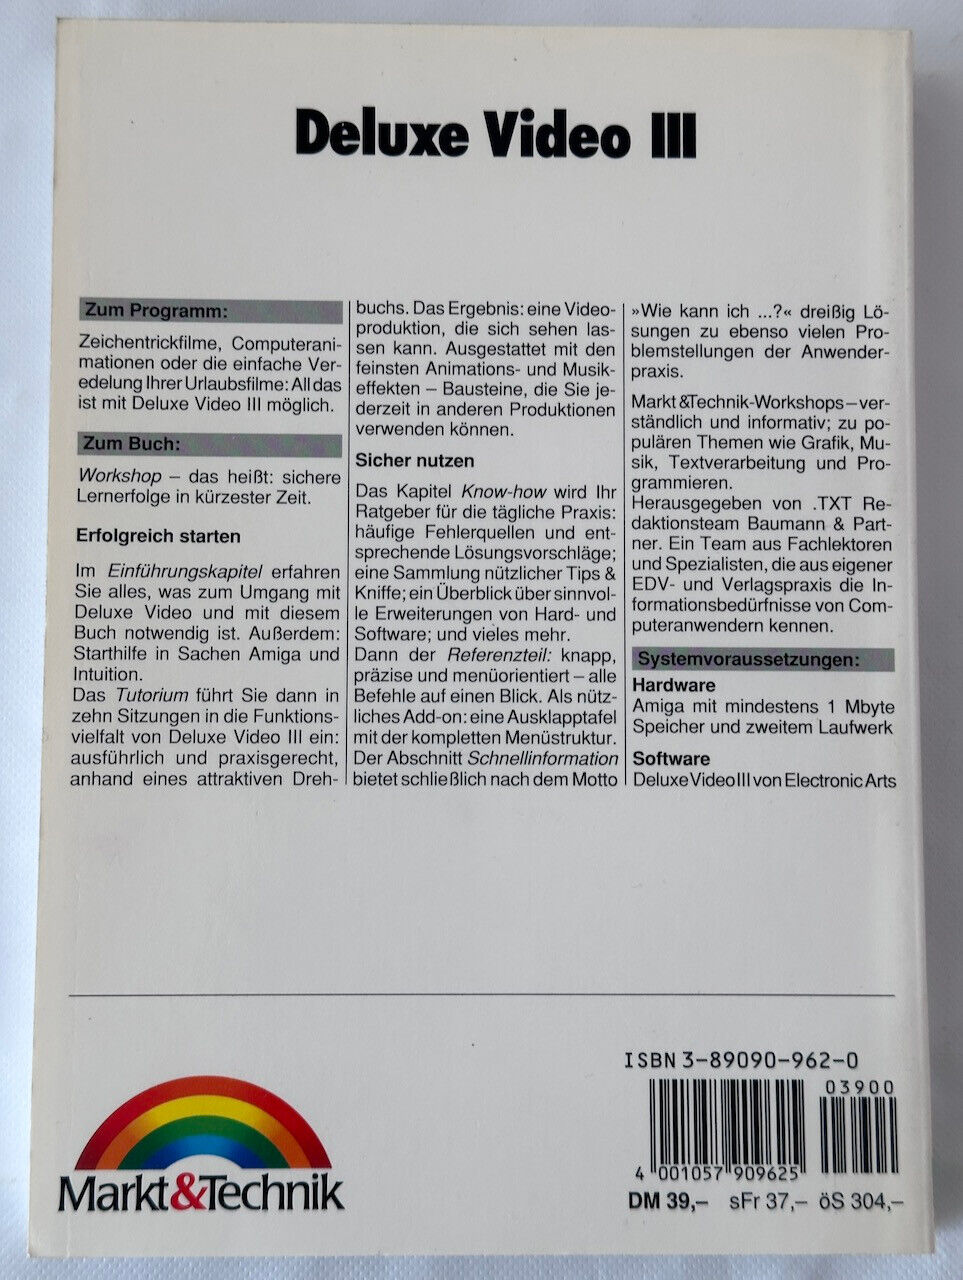 Deluxe Video III
Zum Programm:
Zeichentrickfilme, Computerani-
mationen oder die einfache Ver-
edelung Ihrer Urlaubsfilme: All das
ist mit Deluxe Video III möglich.
Zum Buch:
Workshop – das heißt: sichere
Lernerfolge in kürzester Zeit.
Erfolgreich starten
Im Einführungskapitel erfahren
Sie alles, was zum Umgang mit
Deluxe Video und mit diesem
Buch notwendig ist. Außerdem:
Starthilfe in Sachen Amiga und
Intuition.
Das Tutorium führt Sie dann in
zehn Sitzungen in die Funktions-
vielfalt von Deluxe Video III ein:
ausführlich und praxisgerecht,
anhand eines attraktiven Dreh-
buchs. Das Ergebnis: eine Video-
produktion, die sich sehen las-
sen kann. Ausgestattet mit den
feinsten Animations- und Musik-
effekten – Bausteine, die Sie je-
derzeit in anderen Produktionen
verwenden können.
Sicher nutzen
Das Kapitel Know-how wird Ihr
Ratgeber für die tägliche Praxis:
häufige Fehlerquellen und ent-
sprechende Lösungsvorschläge;
eine Sammlung nützlicher Tips &
Kniffe; ein Überblick über sinnvol-
le Erweiterungen von Hard- und
Software; und vieles mehr.
Dann der Referenzteil: knapp,
präzise und menüorientiert – alle
Befehle auf einen Blick. Als nütz-
liches Add-on: eine Ausklapptafel
mit der kompletten Menüstruktur.
Der Abschnitt Schnellinformation
bietet schließlich nach dem Motto
»Wie kann ich ...?« dreißig Lö-
sungen zu ebenso vielen Pro-
blemstellungen der Anwender-
praxis.
Markt&Technik-Workshops – ver-
ständlich und informativ; zu po-
pulären Themen wie Grafik, Mu-
sik, Textverarbeitung und Pro-
grammieren.
Herausgegeben von .TXT Re-
daktionsteam Baumann & Part-
ner. Ein Team aus Fachlektoren
und Spezialisten, die aus eigener
EDV- und Verlagspraxis die In-
formationsbedürfnisse von Com-
puteranwendern kennen.
Systemvoraussetzungen:
Hardware
Amiga mit mindestens 1 Mbyte
Speicher und zweitem Laufwerk
Software
Deluxe Video III von Electronic Arts
Markt&Technik
ISBN 3-89090-962-0
03900
4 001057 909625
DM 39,– sFr 37,– öS 304,–